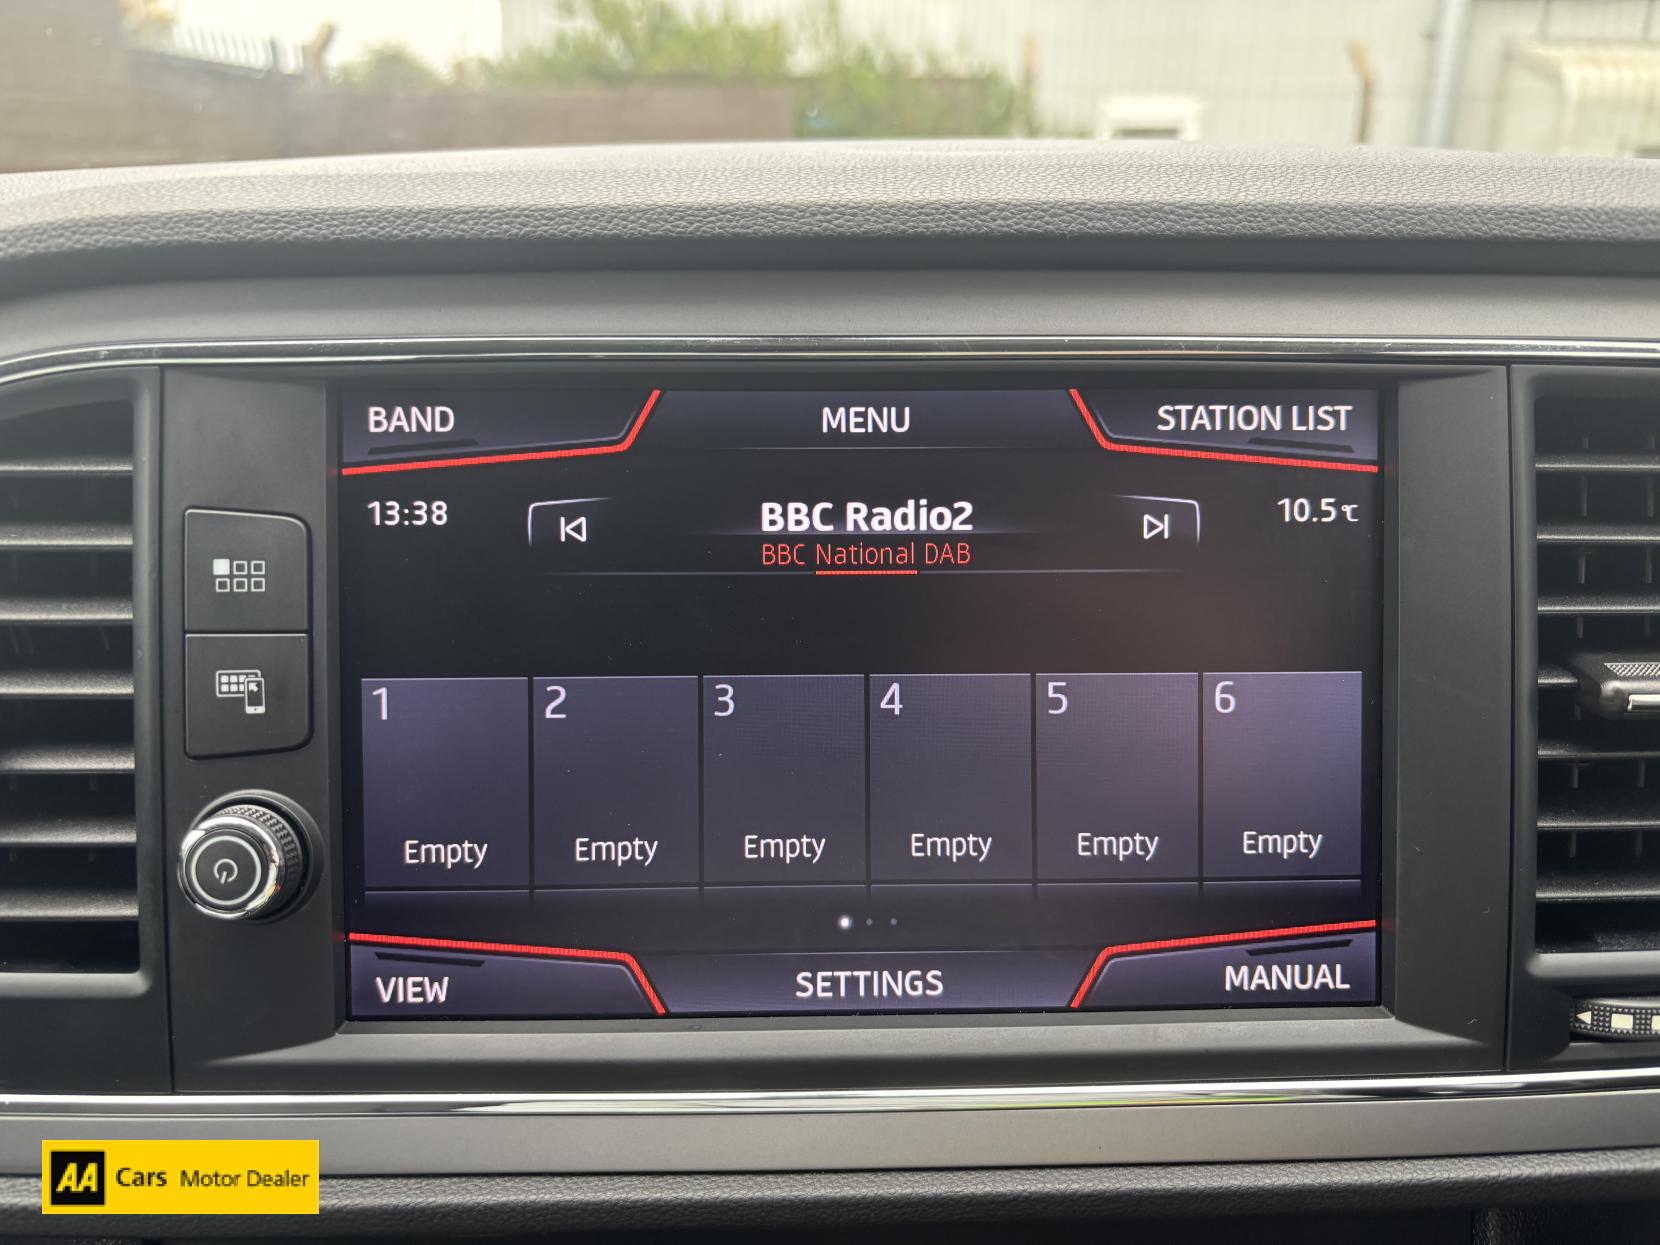 BAND
MENU
STATION LIST
13:38
BBC Radio2
10.5℃
BBC National DAB
1
2
3
4
5
6
Empty
Empty
Empty
Empty
Empty
Empty
VIEW
SETTINGS
MANUAL
AA Cars Motor Dealer